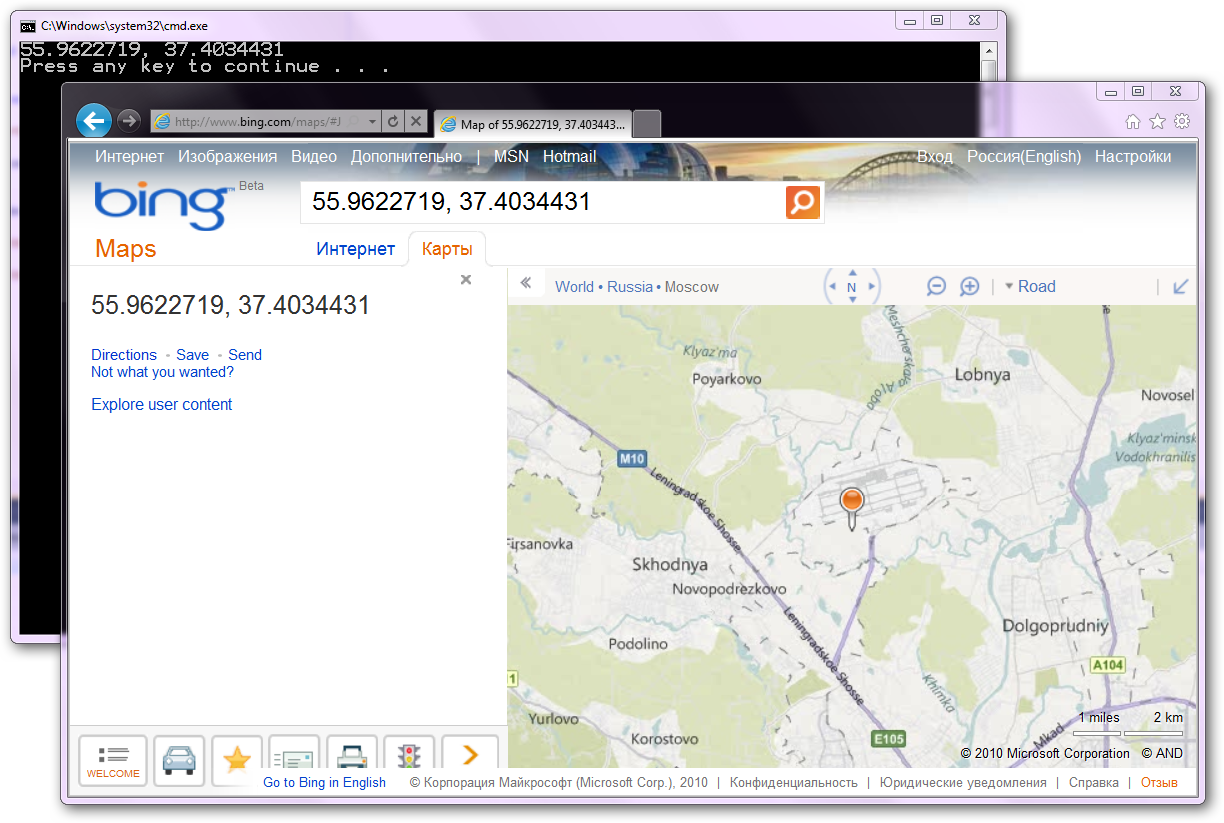 C:\Windows\system32\cmd.exe
55.9622719, 37.4034431
Press any key to continue . . .
http://www.bing.com/maps/#J
Map of 55.9622719, 37.403443...
Интернет Изображения Видео Дополнительно | MSN Hotmail
Вход Россия(English) Настройки
bing™ Beta
55.9622719, 37.4034431
Maps
Интернет Карты
55.9622719, 37.4034431
Directions - Save - Send
Not what you wanted?
Explore user content
« World • Russia • Moscow
N
Road
Klyaz'ma
Meshcherskaya
Poyarkovo
Lobnya
Novosel
Klyaz'minsk
Vodokhranilis
M10
Leningradskoe Shosse
Firsanovka
Skhodnya
Novopodrezkovo
Leningradskoe Shosse
Podolino
Dolgoprudniy
A104
1
Khimka
Yurlovo
Korostovo
E105
Mkad
1 miles 2 km
© 2010 Microsoft Corporation © AND
WELCOME
Go to Bing in English
© Корпорация Майкрософт (Microsoft Corp.), 2010 | Конфиденциальность | Юридические уведомления | Справка | Отзыв